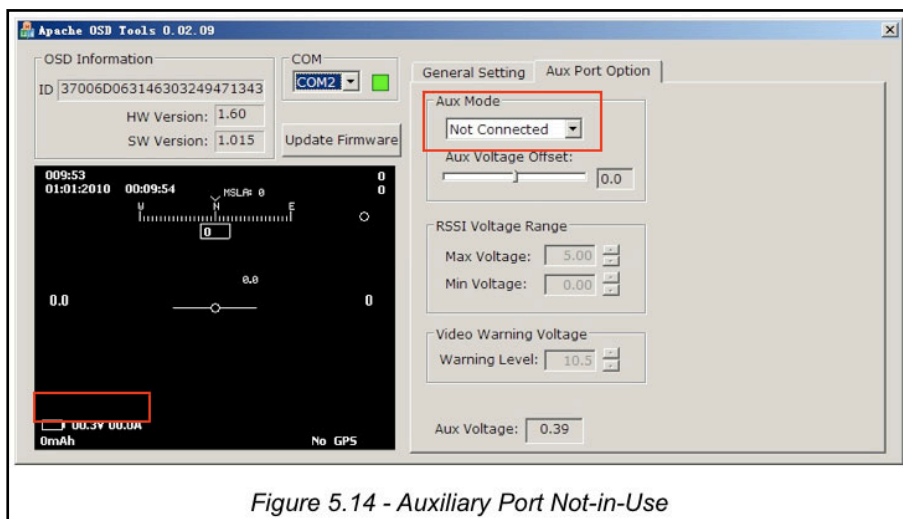 Apache OSD Tools 0.02.09
OSD Information
ID 37006D063146303249471343
HW Version: 1.60
SW Version: 1.015
COM
COM2
Update Firmware
009:53 0
01:01:2010 00:09:54 MSLA: 0 0
W N E
0
0.0
0.0 0
00.3V 00.0A
0mAh No GPS
General Setting Aux Port Option
Aux Mode
Not Connected
Aux Voltage Offset:
0.0
RSSI Voltage Range
Max Voltage: 5.00
Min Voltage: 0.00
Video Warning Voltage
Warning Level: 10.5
Aux Voltage: 0.39
Figure 5.14 - Auxiliary Port Not-in-Use